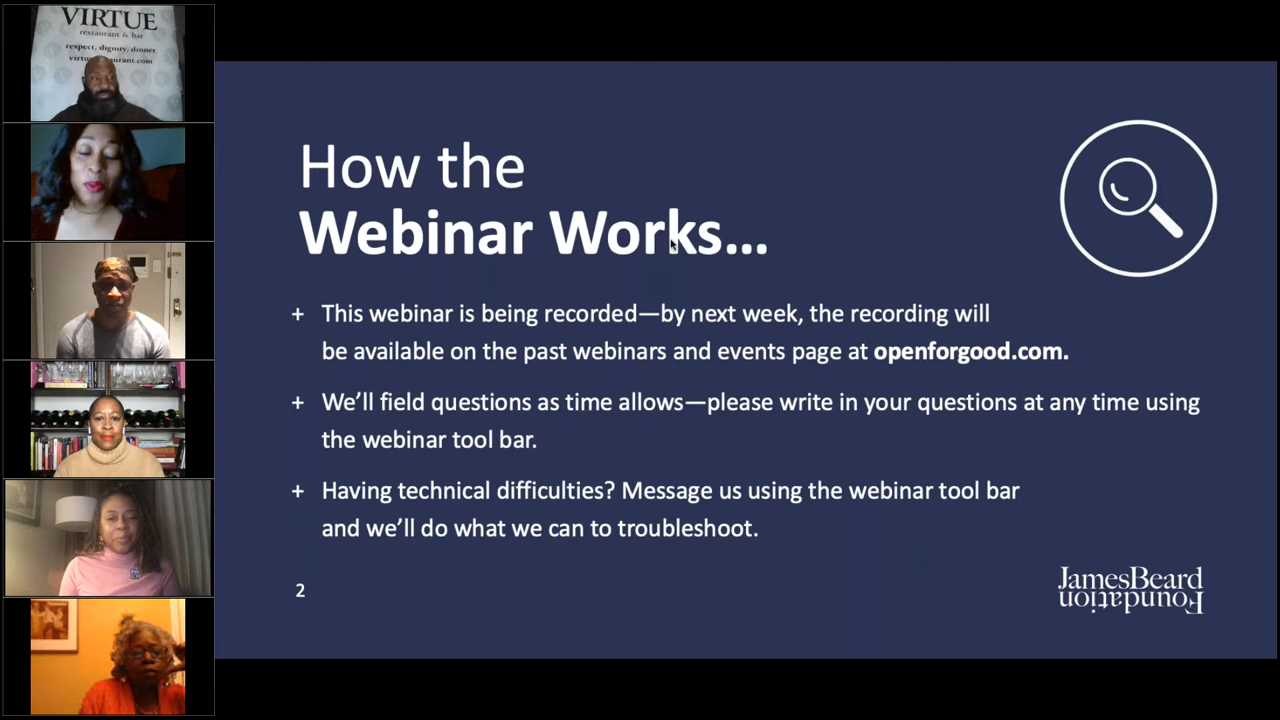 VIRTUE
restaurant & bar
respect, dignity, dinner
How the
Webinar Works...
+ This webinar is being recorded—by next week, the recording will
be available on the past webinars and events page at openforgood.com.
+ We'll field questions as time allows—please write in your questions at any time using
the webinar tool bar.
+ Having technical difficulties? Message us using the webinar tool bar
and we'll do what we can to troubleshoot.
2
JamesBeard
Foundation